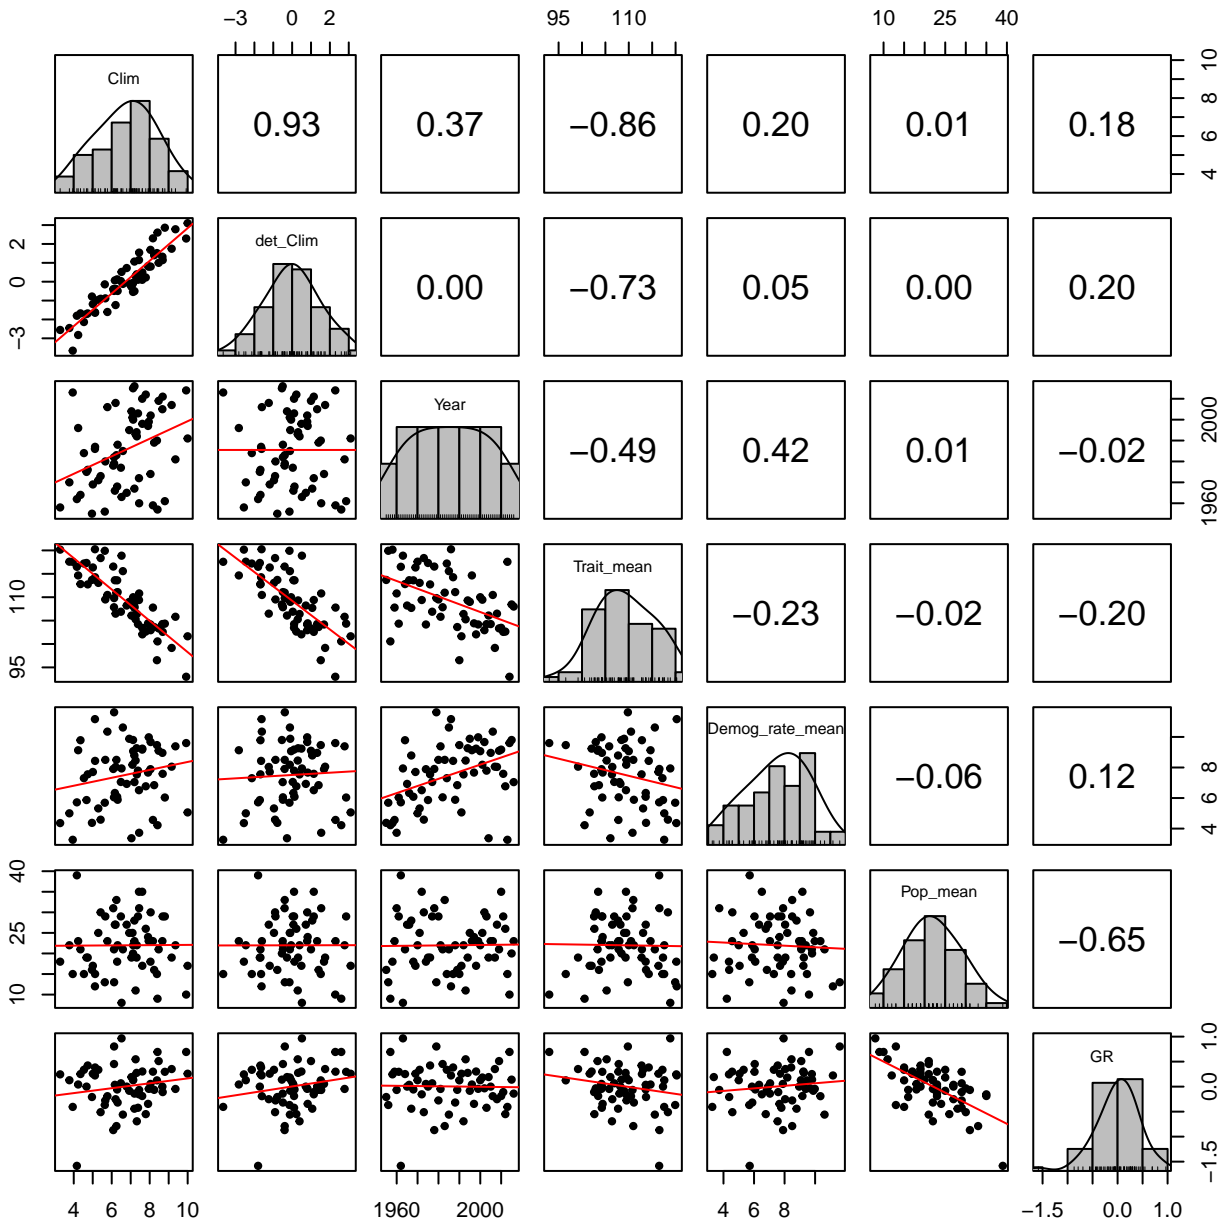 −3 0 2 95 110 10 25 40
Clim 0.93 0.37 −0.86 0.20 0.01 0.18 4 6 8 10
2 0 −3 det_Clim 0.00 −0.73 0.05 0.00 0.20
Year −0.49 0.42 0.01 −0.02 1960 2000
95 110 Trait_mean −0.23 −0.02 −0.20
Demog_rate_mean −0.06 0.12 4 6 8
10 25 40 Pop_mean −0.65
GR −1.5 0.0 1.0
4 6 8 10 1960 2000 4 6 8 −1.5 0.0 1.0